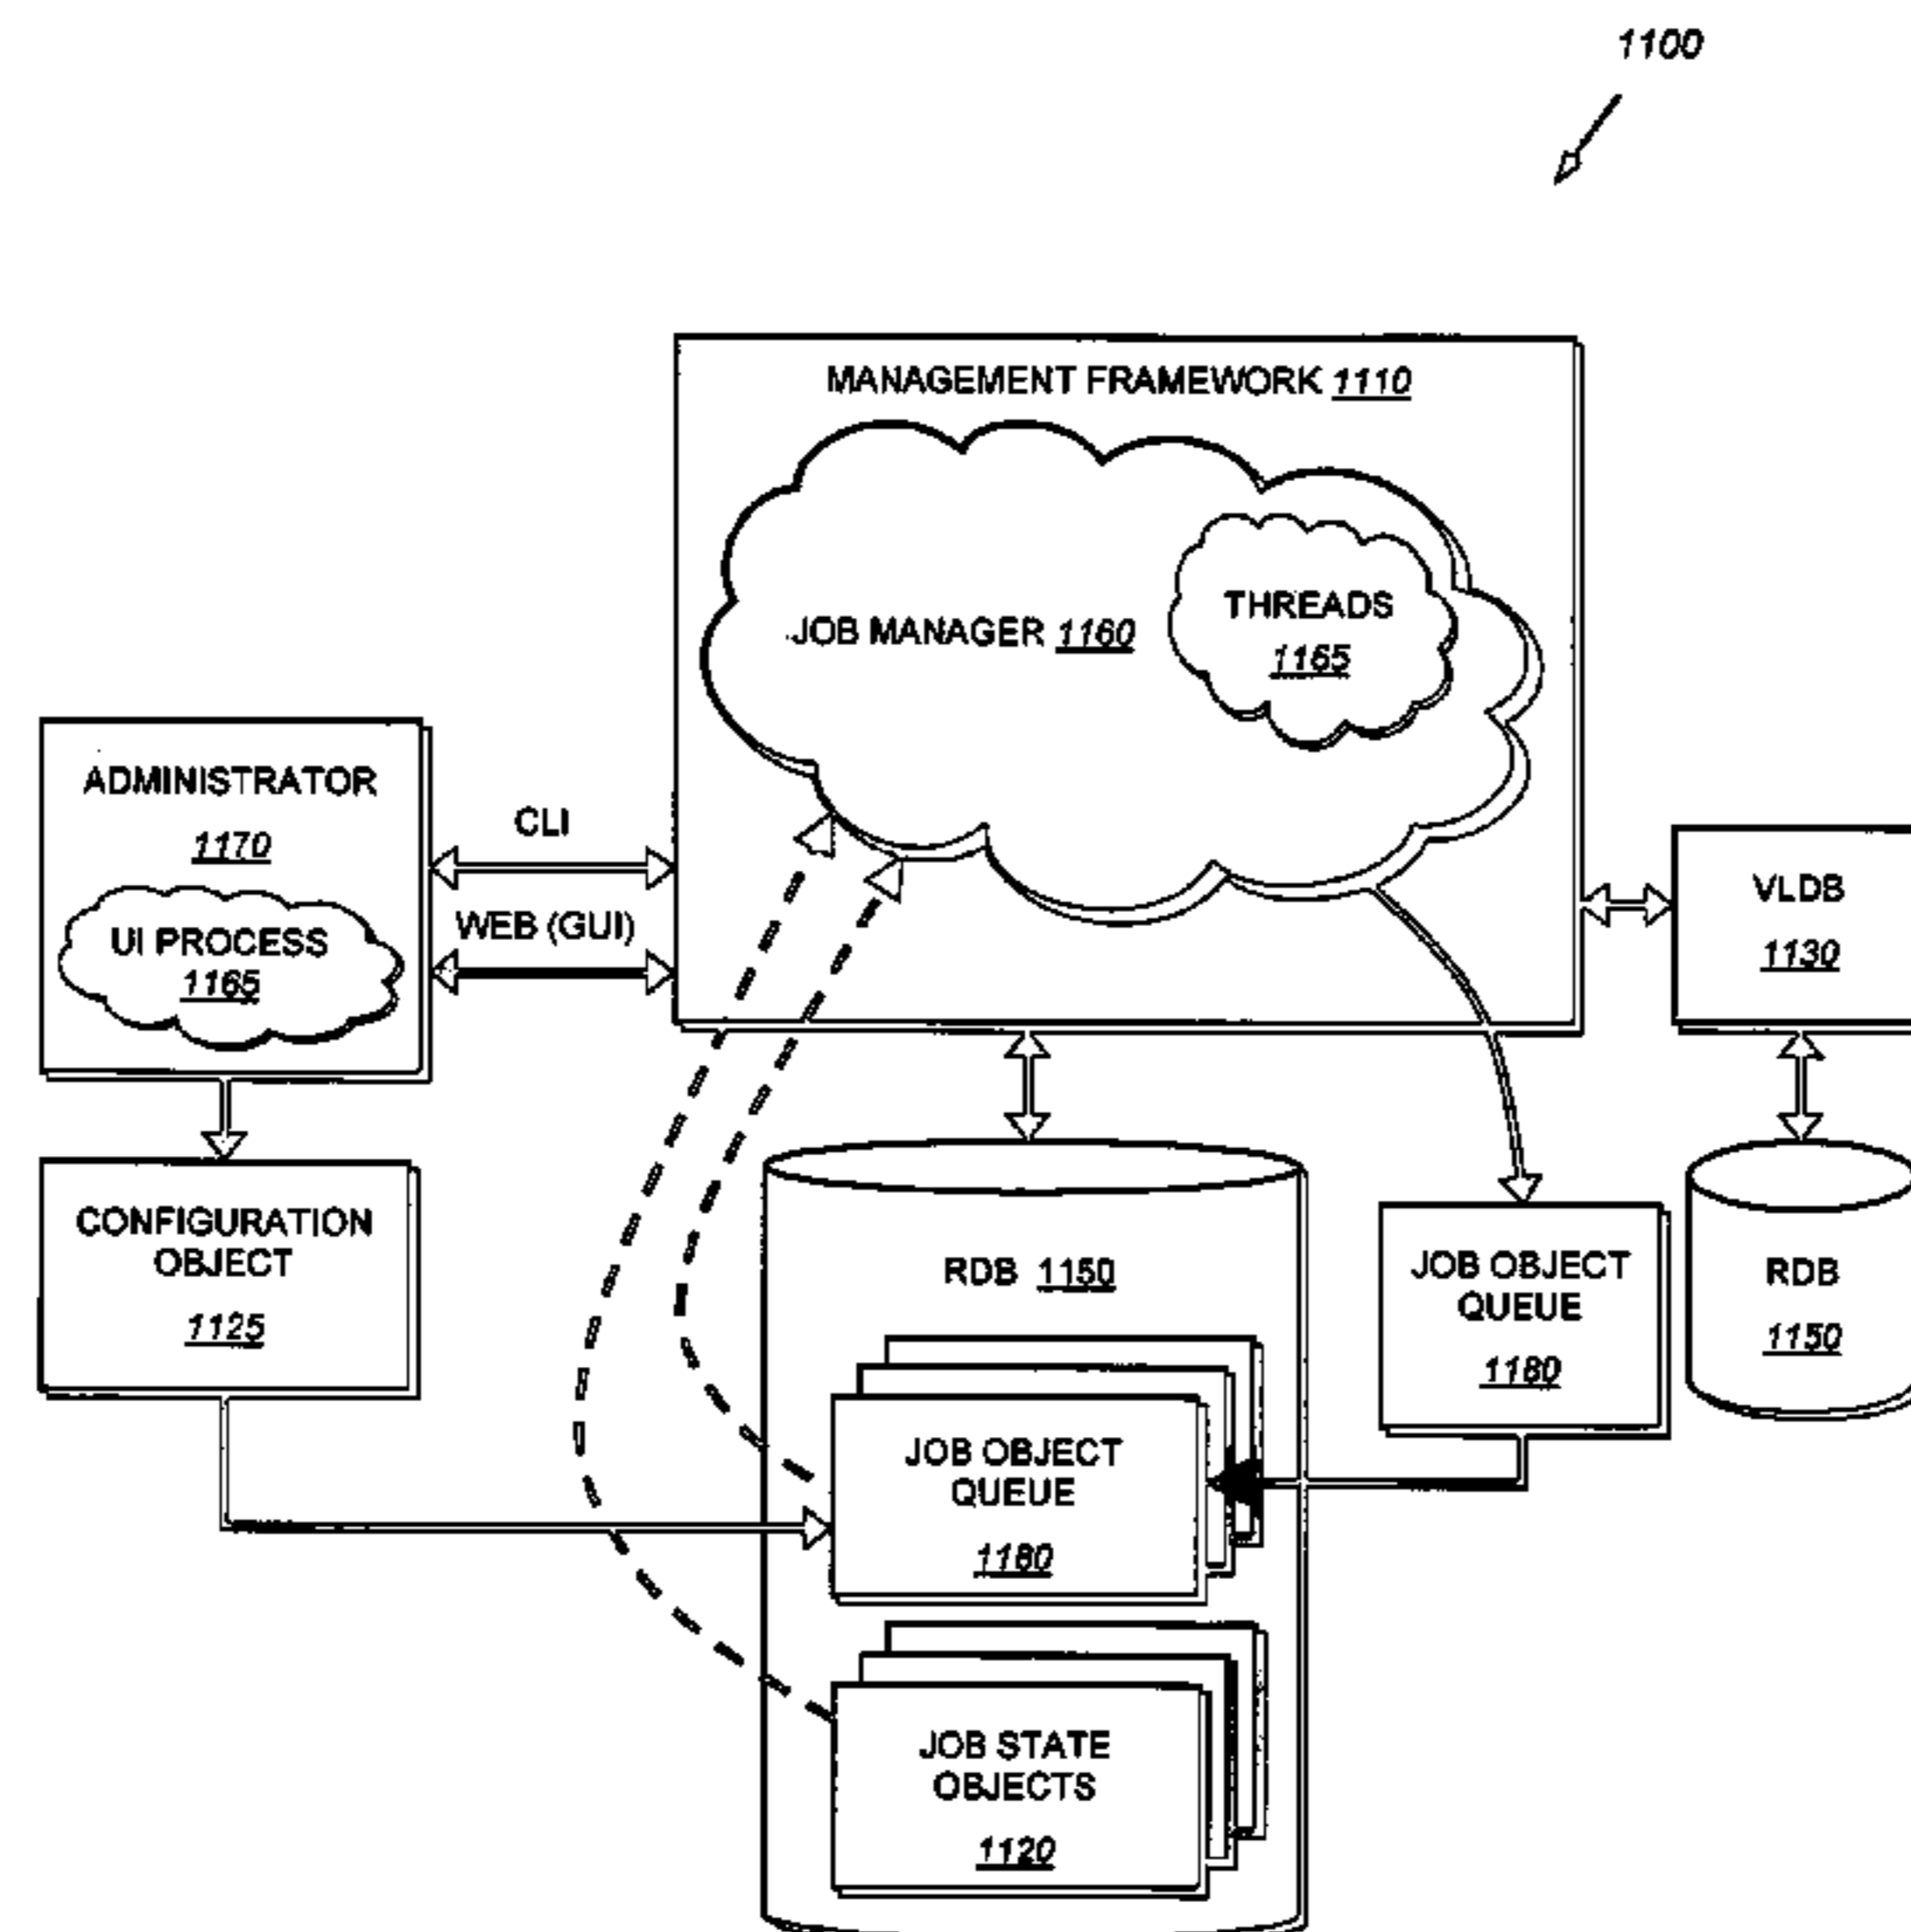 1100
MANAGEMENT FRAMEWORK 1110
JOB MANAGER 1160
THREADS
1165
ADMINISTRATOR
1170
UI PROCESS
1165
CLI
WEB (GUI)
VLDB
1130
CONFIGURATION
OBJECT
1125
RDB 1150
JOB OBJECT
QUEUE
1180
RDB
1150
JOB OBJECT
QUEUE
1180
JOB STATE
OBJECTS
1120